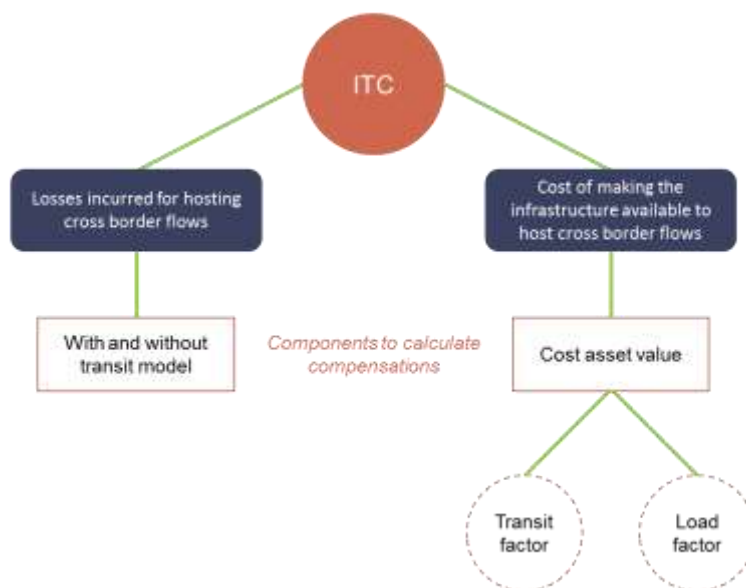 ITC
Losses incurred for hosting
cross border flows
Cost of making the
infrastructure available to
host cross border flows
With and without
transit model
Components to calculate
compensations
Cost asset value
Transit
factor
Load
factor